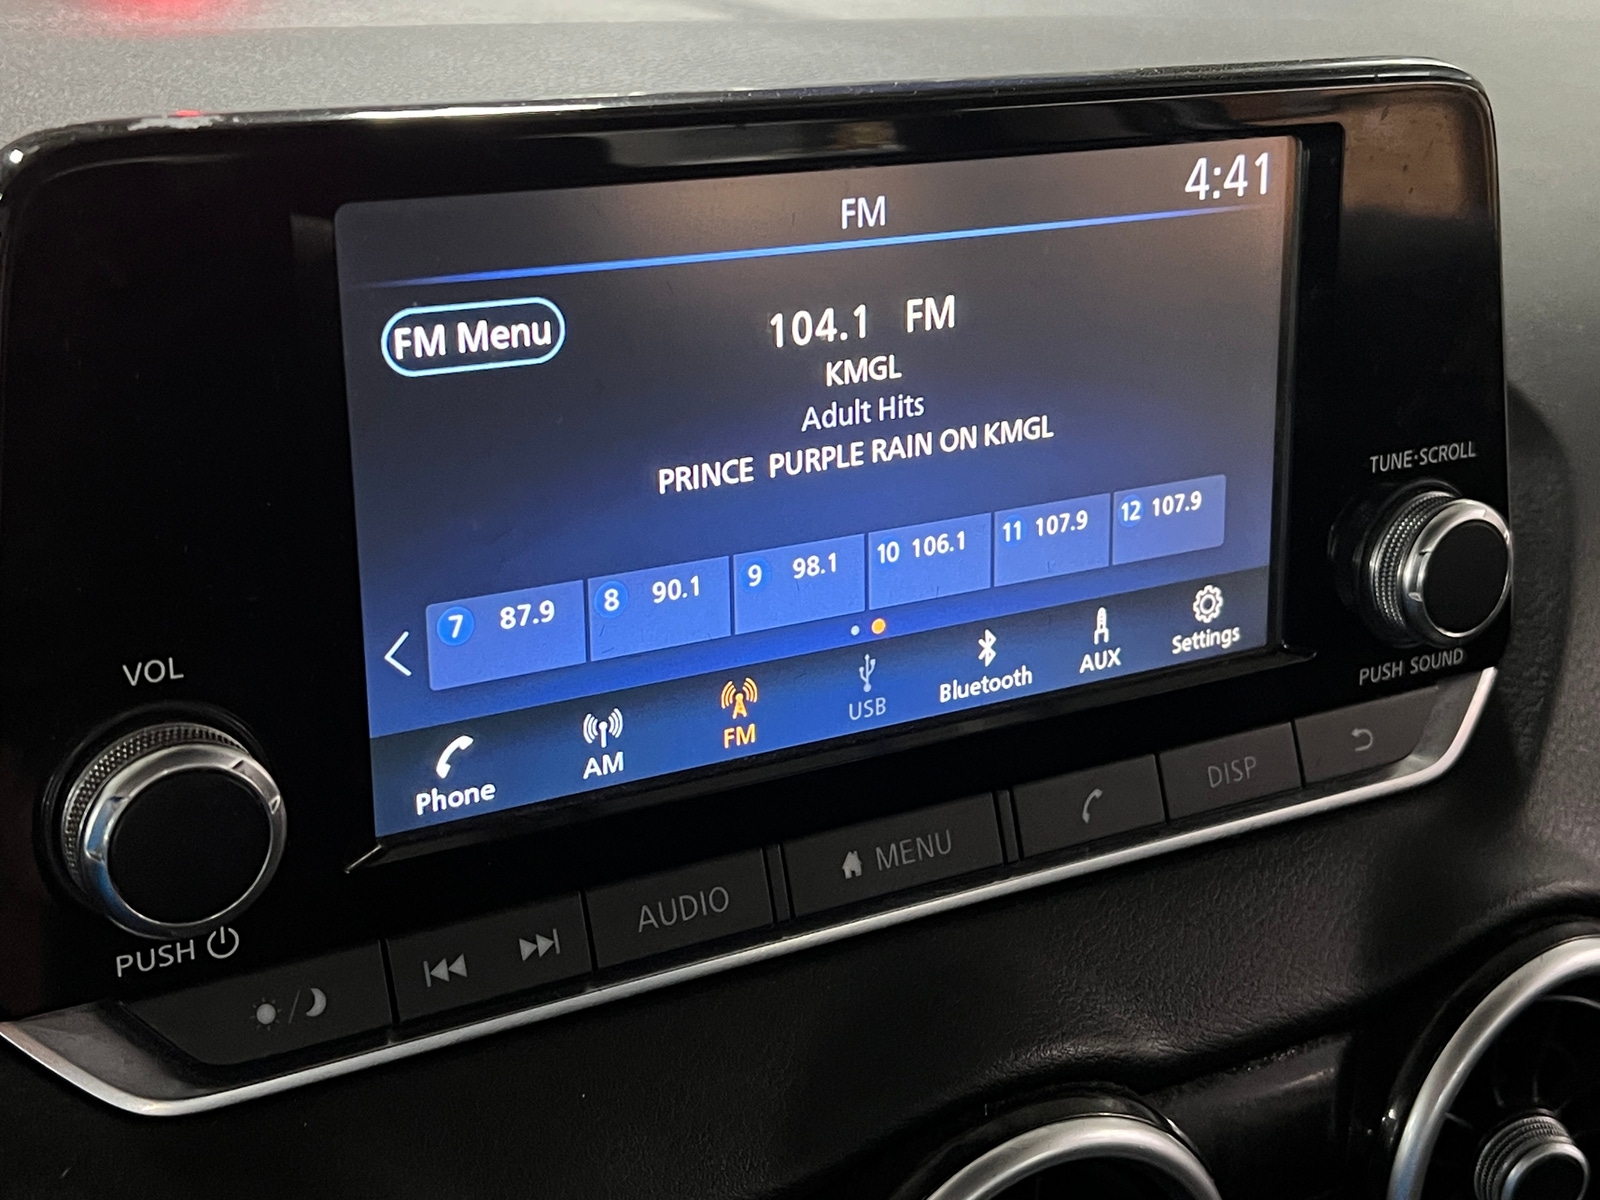 4:41
FM
FM Menu
104.1 FM
KMGL
Adult Hits
PRINCE PURPLE RAIN ON KMGL
7 87.9
8 90.1
9 98.1
10 106.1
11 107.9
12 107.9
Phone
AM
FM
USB
Bluetooth
AUX
Settings
VOL
PUSH
TUNE·SCROLL
PUSH SOUND
AUDIO
MENU
DISP